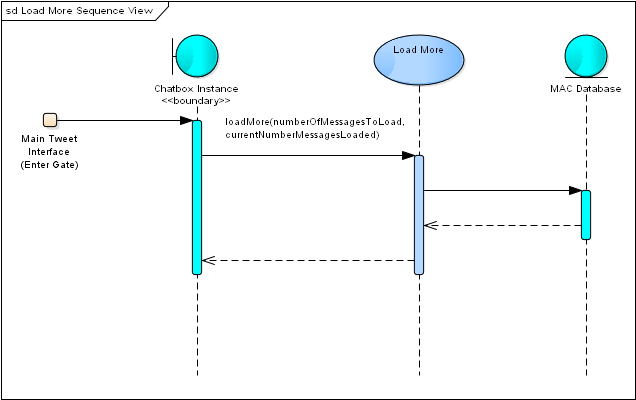 sd Load More Sequence View
Load More
Chatbox Instance
<<boundary>>
MAC Database
loadMore(numberOfMessagesToLoad,
currentNumberMessagesLoaded)
Main Tweet
Interface
(Enter Gate)